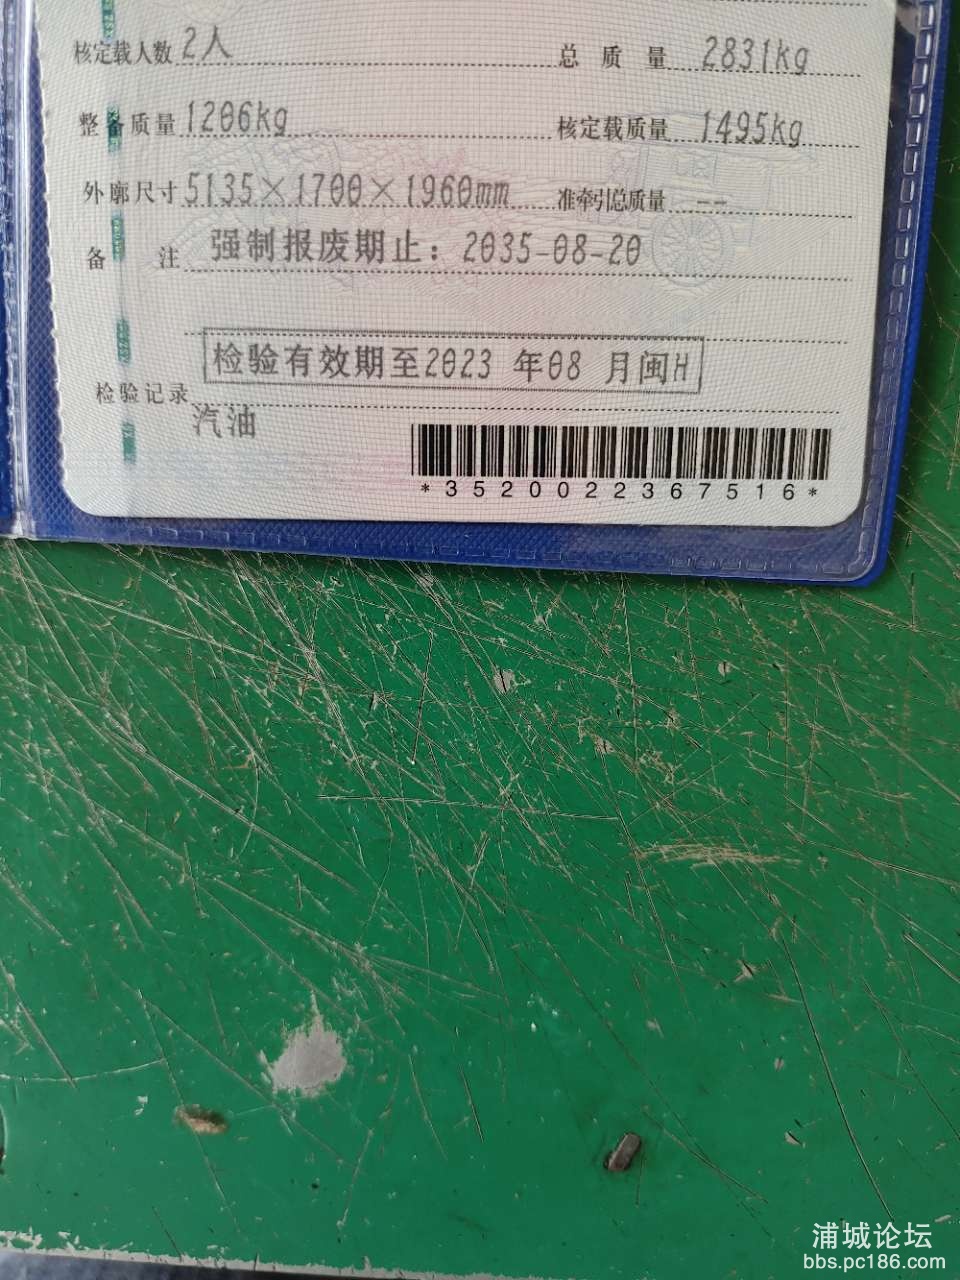 核定载人数 2人 总质量 2831kg
整备质量 1206kg 核定载质量 1495kg
外廓尺寸 5135×1700×1960mm 准牵引总质量 --
备注 强制报废期止：2035-08-20
检验有效期至2023 年08 月闽H
检验记录
汽油
*3520022367516*
浦城论坛
bbs.pc186.com